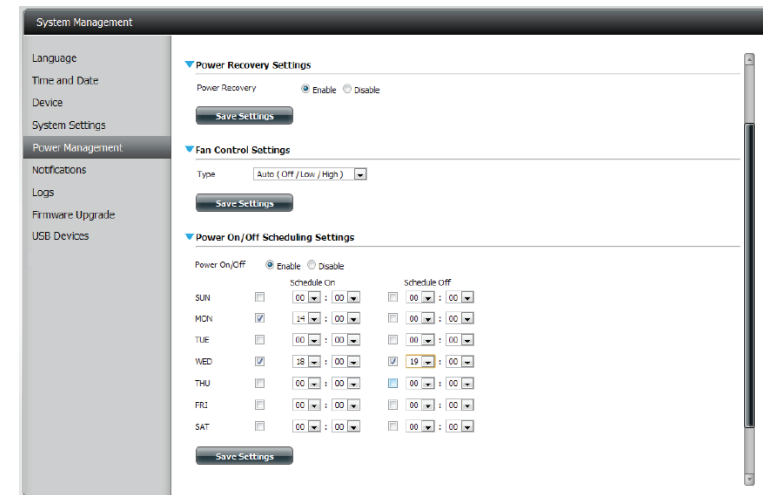 System Management
Language
Time and Date
Device
System Settings
Power Management
Notifications
Logs
Firmware Upgrade
USB Devices
Power Recovery Settings
Power Recovery Enable Disable
Save Settings
Fan Control Settings
Type Auto ( Off / Low / High )
Save Settings
Power On/Off Scheduling Settings
Power On/Off Enable Disable
Schedule On Schedule Off
SUN 00 : 00 00 : 00
MON 14 : 00 00 : 00
TUE 00 : 00 00 : 00
WED 18 : 00 19 : 00
THU 00 : 00 00 : 00
FRI 00 : 00 00 : 00
SAT 00 : 00 00 : 00
Save Settings